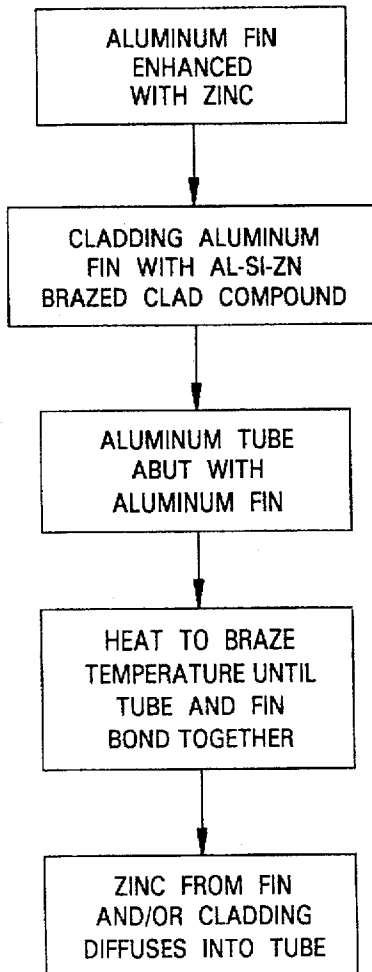 ALUMINUM FIN
ENHANCED
WITH ZINC
CLADDING ALUMINUM
FIN WITH AL-SI-ZN
BRAZED CLAD COMPOUND
ALUMINUM TUBE
ABUT WITH
ALUMINUM FIN
HEAT TO BRAZE
TEMPERATURE UNTIL
TUBE AND FIN
BOND TOGETHER
ZINC FROM FIN
AND/OR CLADDING
DIFFUSES INTO TUBE